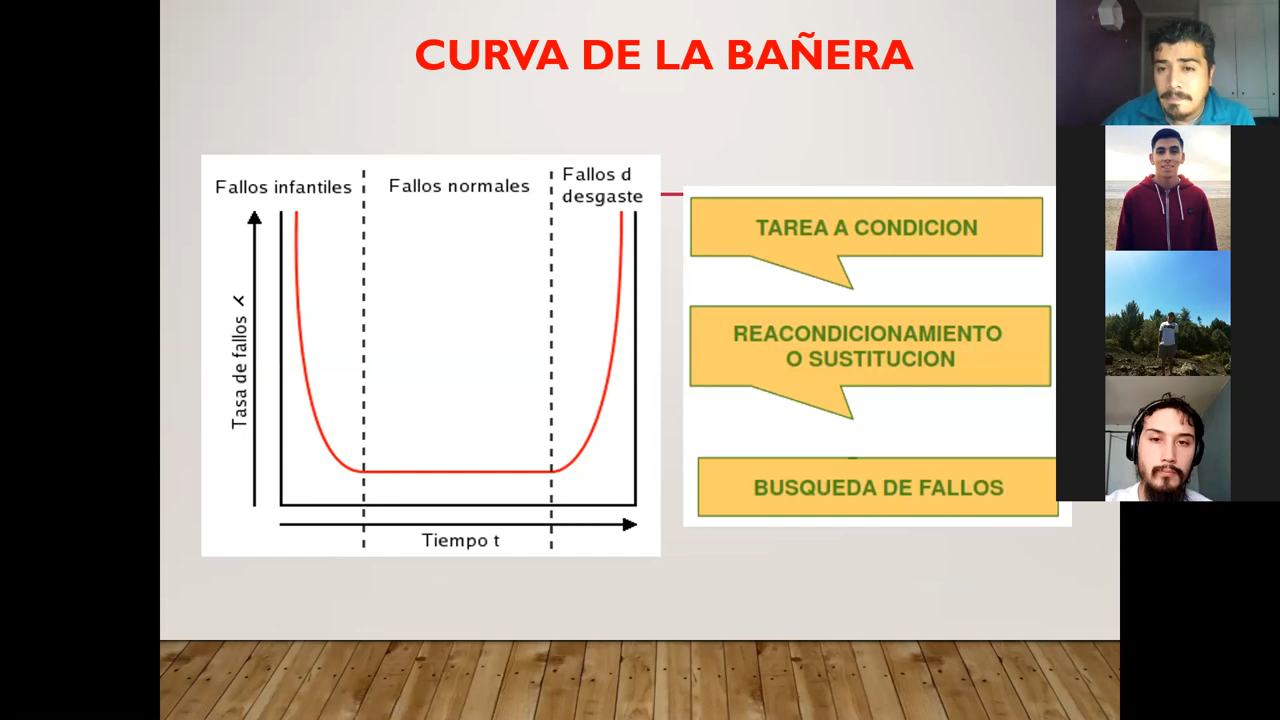 CURVA DE LA BAÑERA
Fallos infantiles
Fallos normales
Fallos d
desgaste
Tasa de fallos
Tiempo t
TAREA A CONDICION
REACONDICIONAMIENTO
O SUSTITUCION
BUSQUEDA DE FALLOS